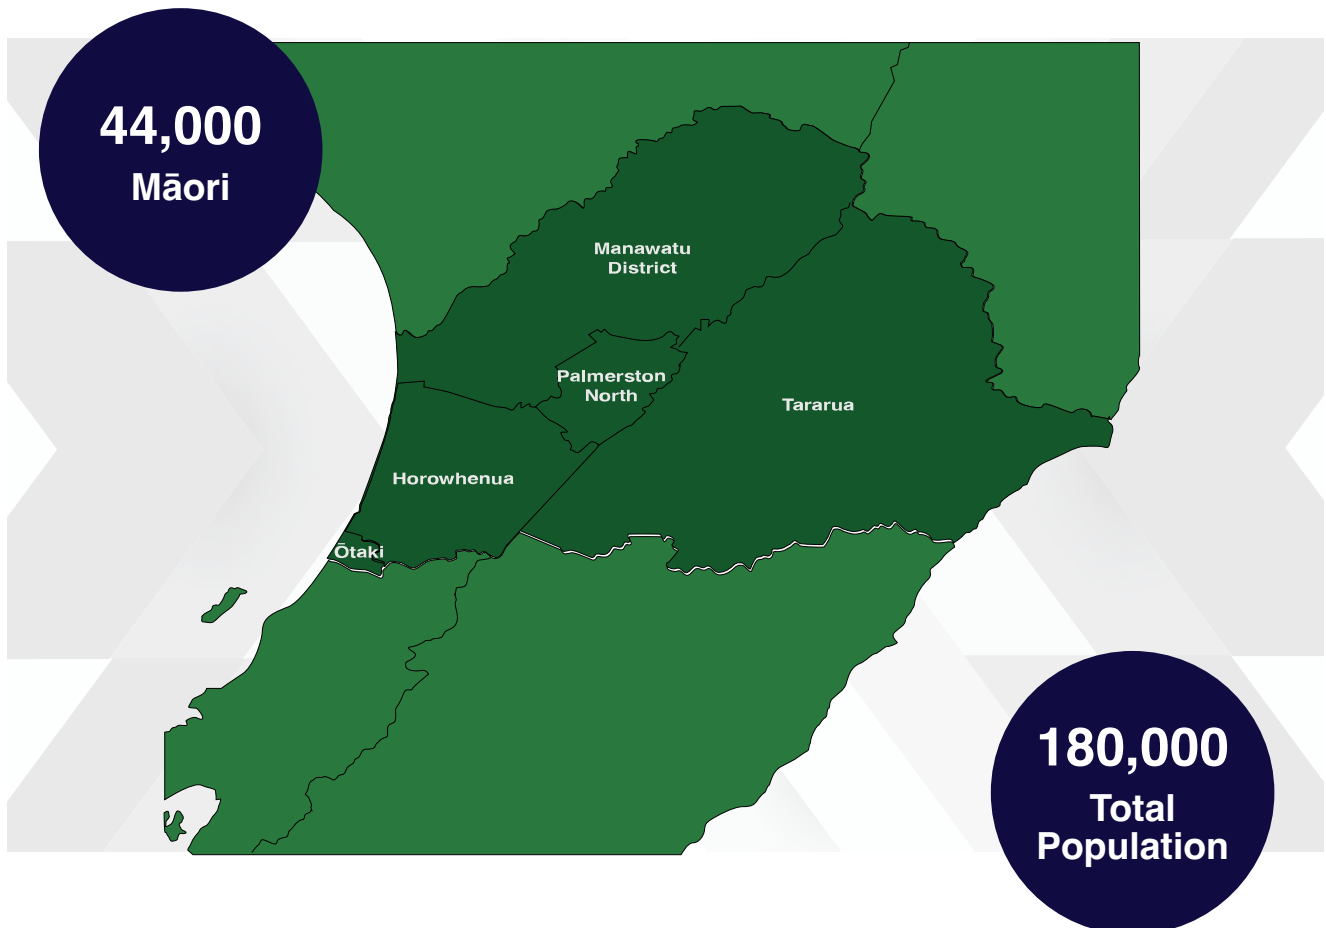 44,000
Māori
Manawatu
District
Palmerston
North
Tararua
Horowhenua
Ōtaki
180,000
Total
Population